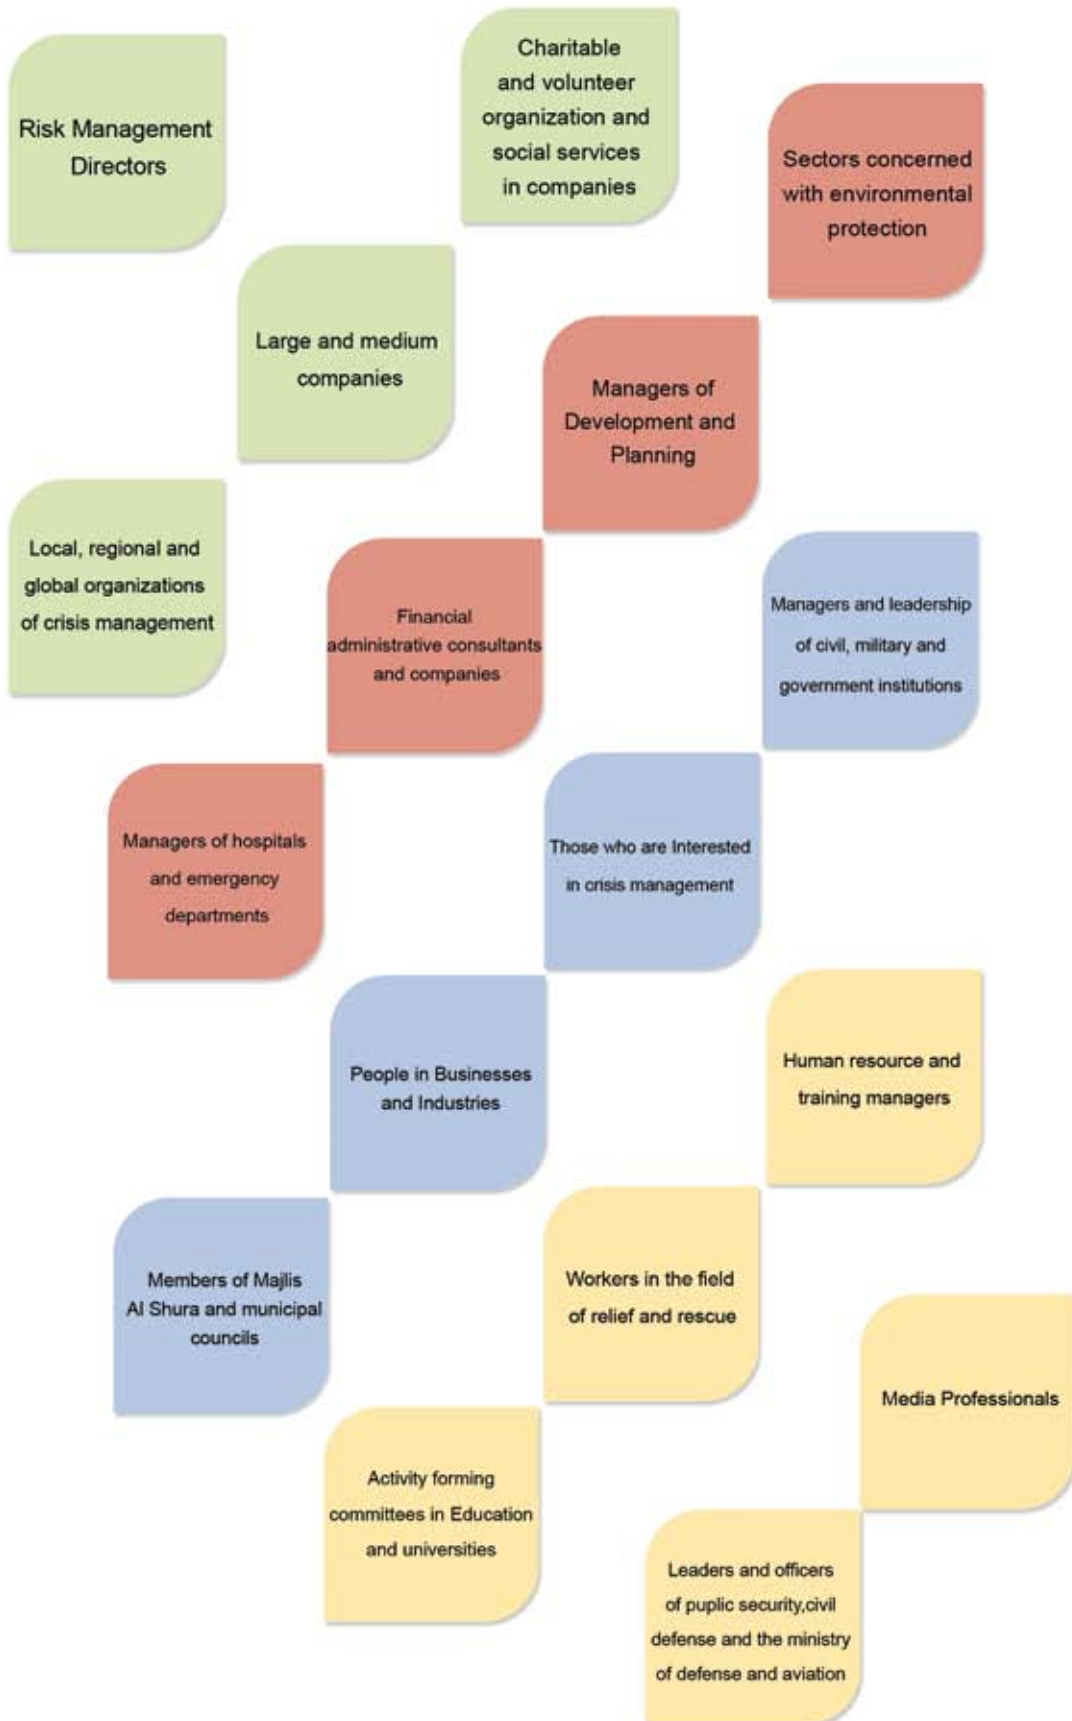 Risk Management
Directors
Charitable
and volunteer
organization and
social services
in companies
Sectors concerned
with environmental
protection
Large and medium
companies
Managers of
Development and
Planning
Local, regional and
global organizations
of crisis management
Financial
administrative consultants
and companies
Managers and leadership
of civil, military and
government institutions
Managers of hospitals
and emergency
departments
Those who are Interested
in crisis management
People in Businesses
and Industries
Human resource and
training managers
Members of Majlis
Al Shura and municipal
councils
Workers in the field
of relief and rescue
Media Professionals
Activity forming
committees in Education
and universities
Leaders and officers
of puplic security,civil
defense and the ministry
of defense and aviation